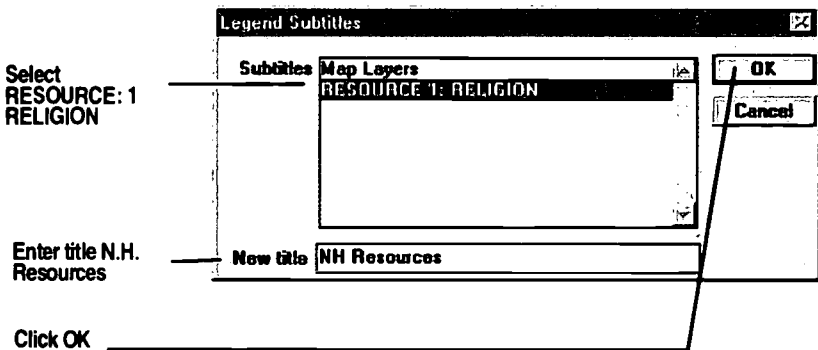 Legend Subtitles
Select
RESOURCE: 1
RELIGION
Subtitles
Map Layers
RESOURCE 1: RELIGION
OK
Cancel
Enter title N.H.
Resources
New title
NH Resources
Click OK